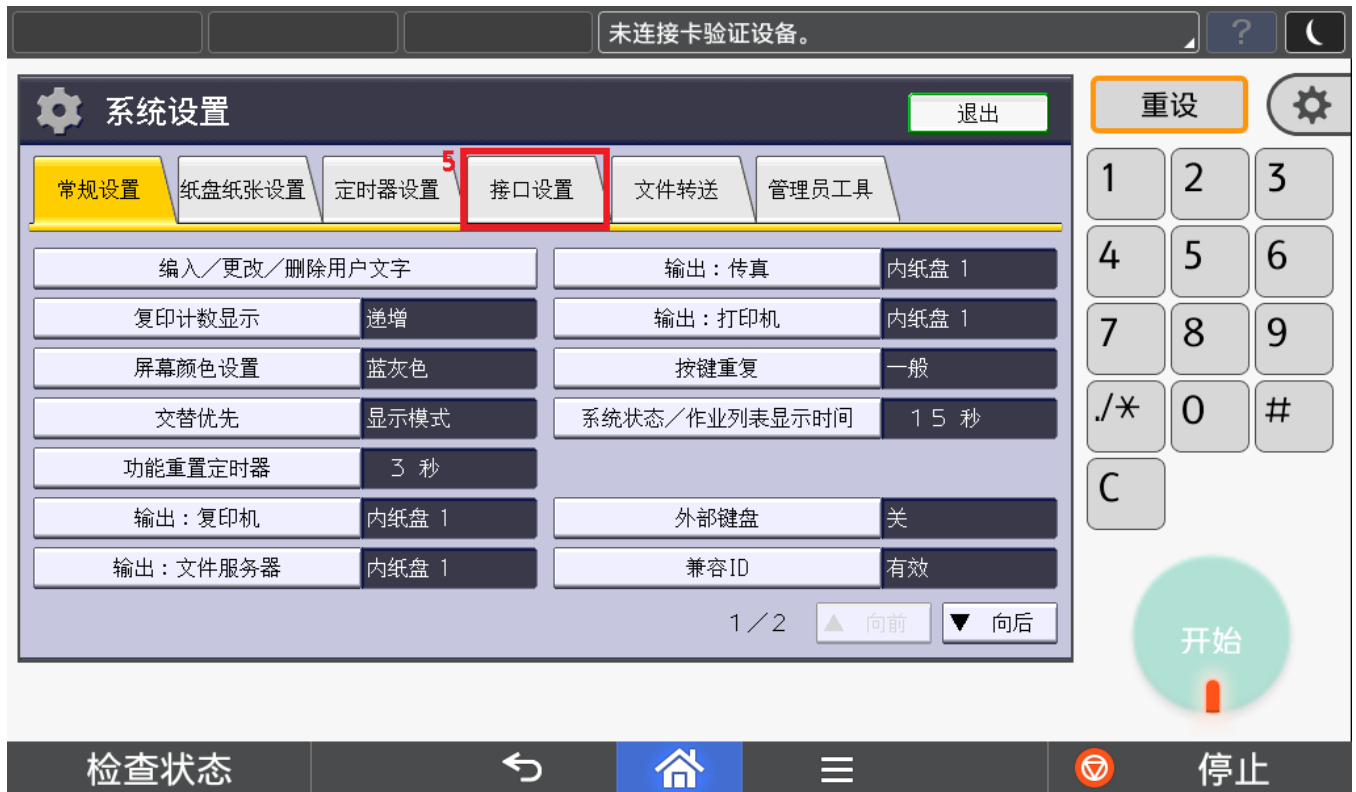 未连接卡验证设备。
?
系统设置
退出
重设
5
常规设置 纸盘纸张设置 定时器设置 接口设置 文件转送 管理员工具
编入／更改／删除用户文字
输出：传真 内纸盘 1
复印计数显示 递增
输出：打印机 内纸盘 1
屏幕颜色设置 蓝灰色
按键重复 一般
交替优先 显示模式
系统状态／作业列表显示时间 15 秒
功能重置定时器 3 秒
输出：复印机 内纸盘 1
外部键盘 关
输出：文件服务器 内纸盘 1
兼容ID 有效
1／2 ▲ 向前 ▼ 向后
1 2 3
4 5 6
7 8 9
./* 0 #
C
开始
检查状态
停止